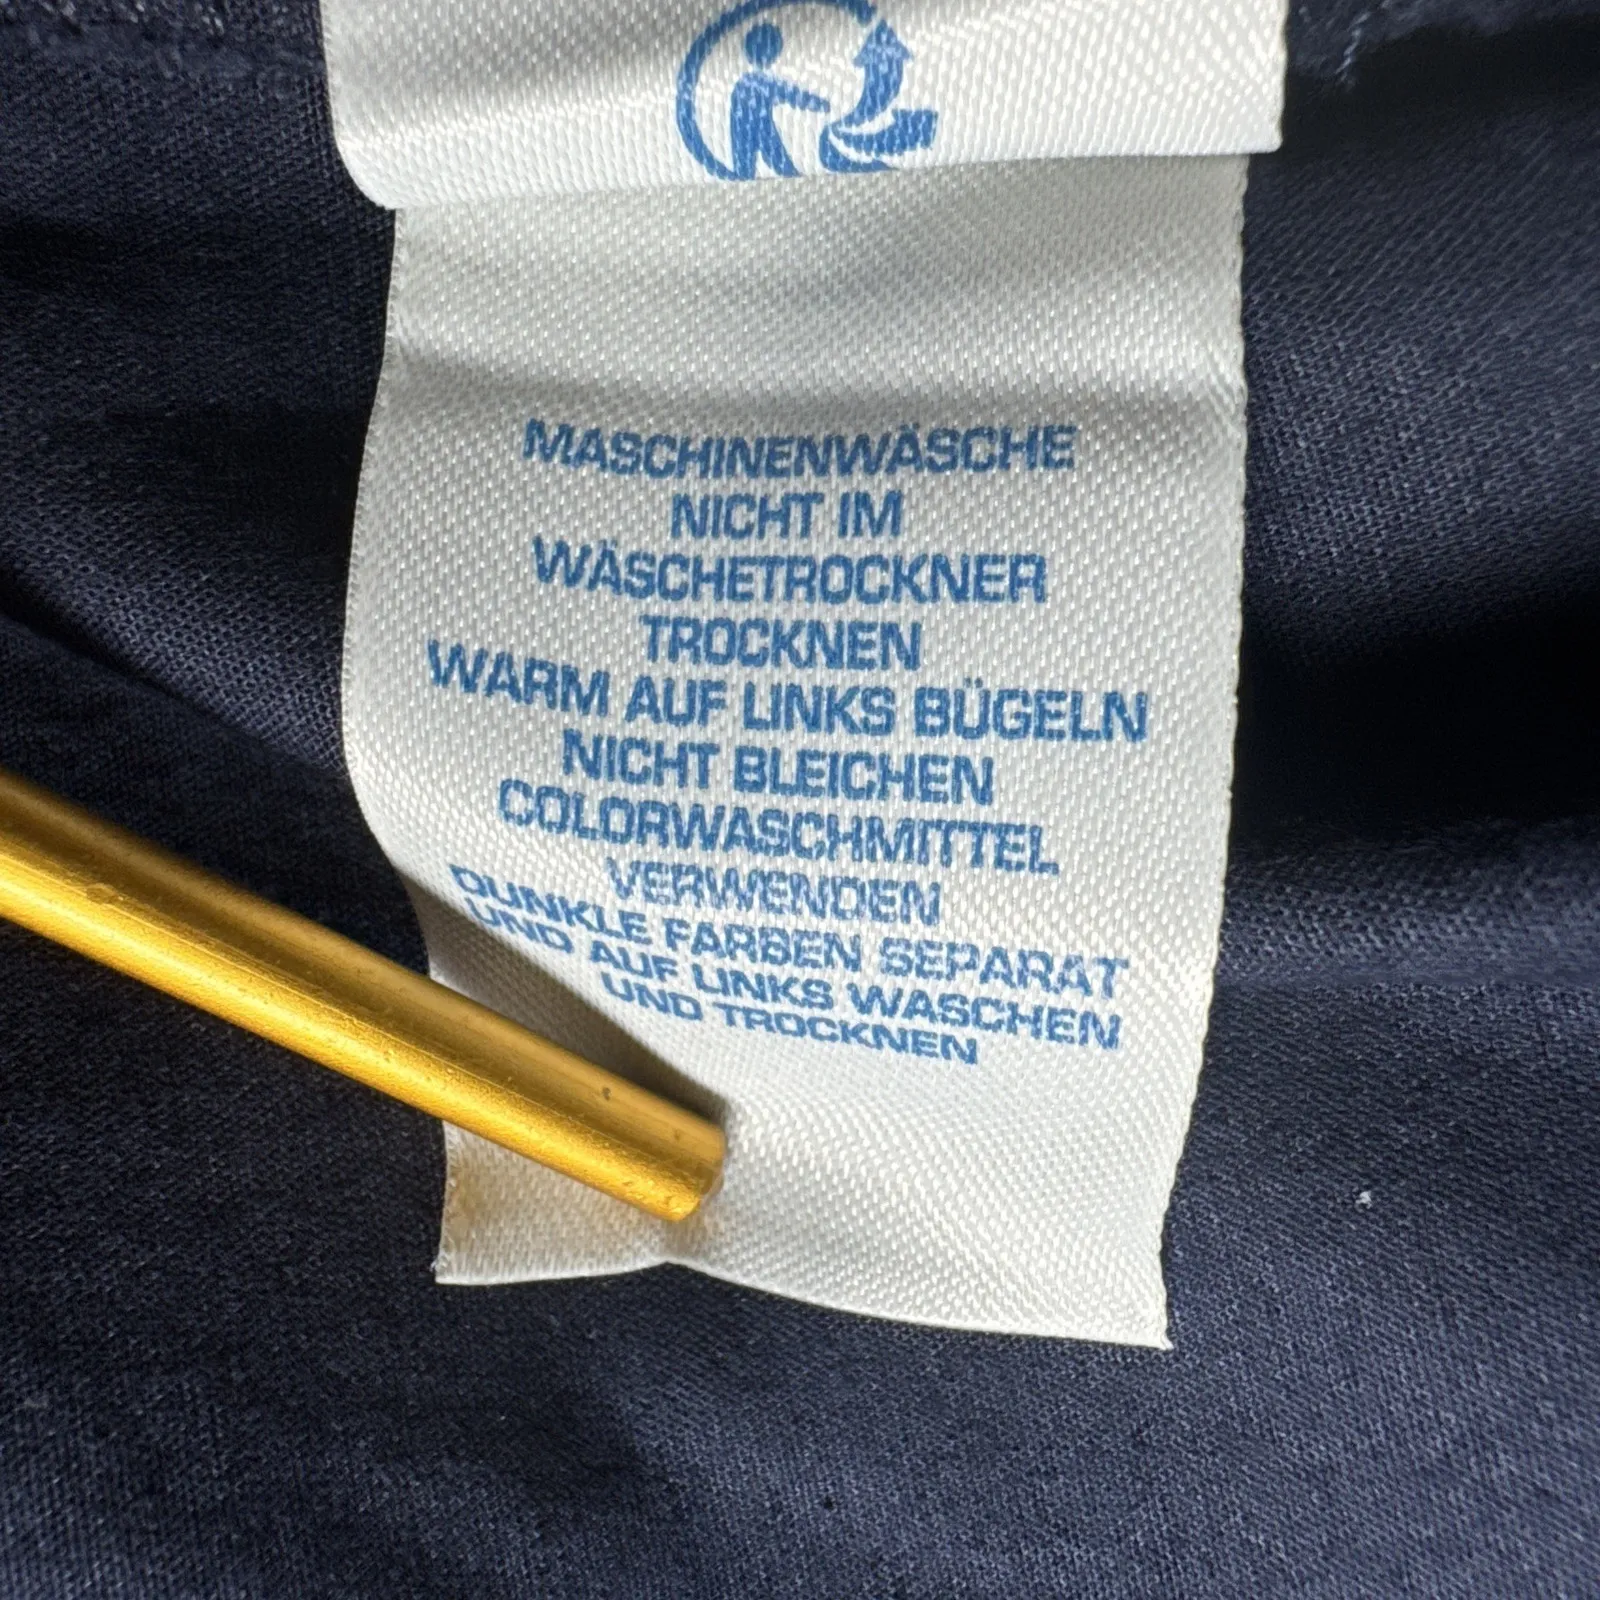 MASCHINENWÄSCHE
NICHT IM
WÄSCHETROCKNER
TROCKNEN
WARM AUF LINKS BÜGELN
NICHT BLEICHEN
COLORWASCHMITTEL
VERWENDEN
DUNKLE FARBEN SEPARAT
UND AUF LINKS WASCHEN
UND TROCKNEN